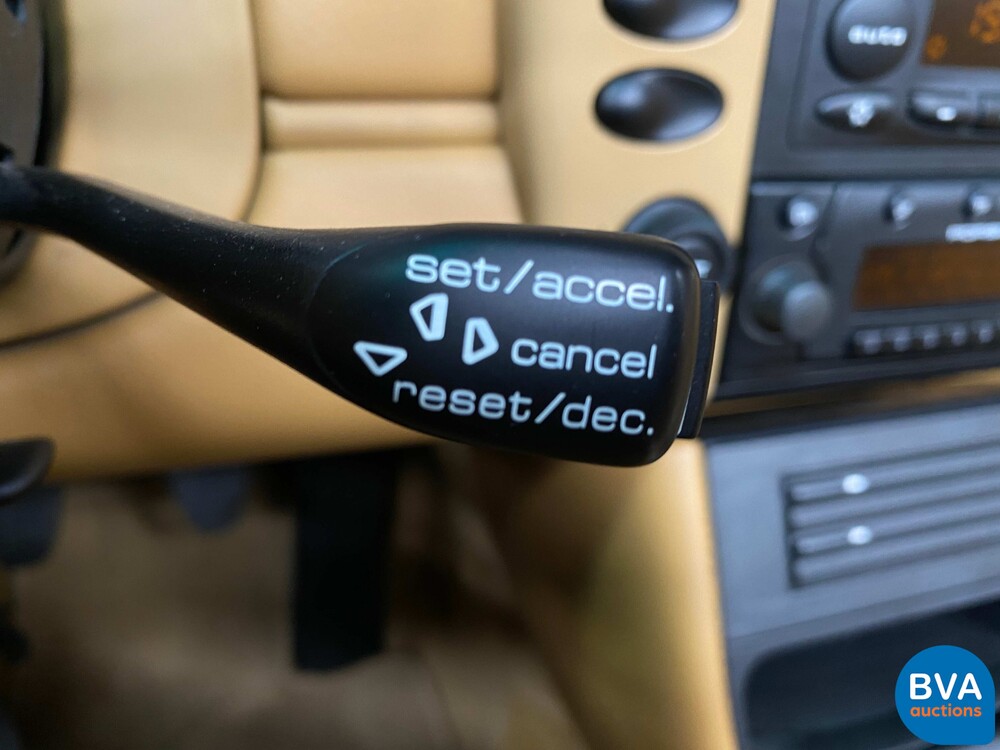 auto
set/accel.
cancel
reset/dec.
BVA
auctions